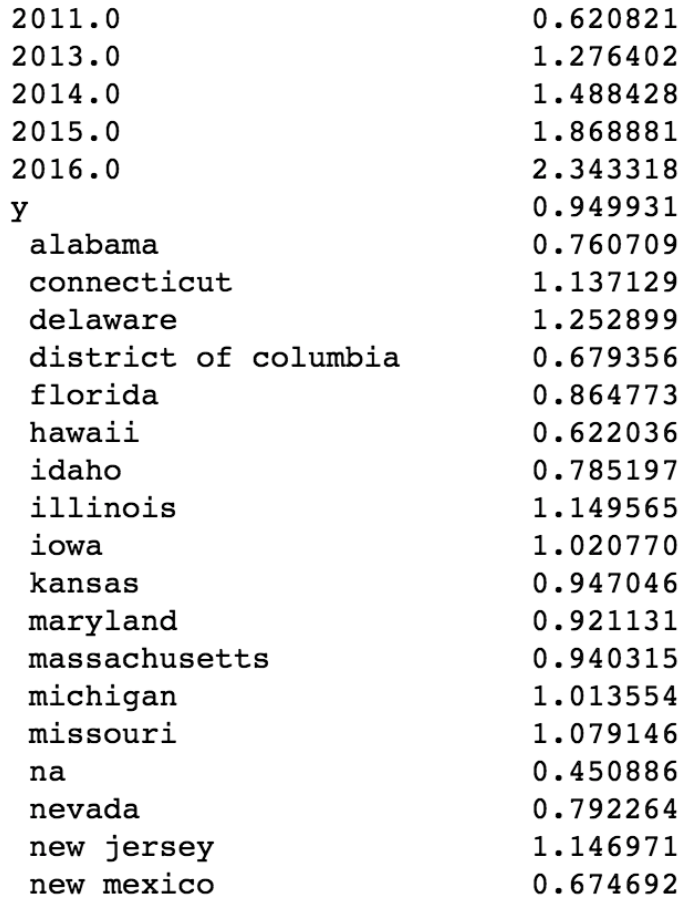 2011.0 0.620821
2013.0 1.276402
2014.0 1.488428
2015.0 1.868881
2016.0 2.343318
y 0.949931
alabama 0.760709
connecticut 1.137129
delaware 1.252899
district of columbia 0.679356
florida 0.864773
hawaii 0.622036
idaho 0.785197
illinois 1.149565
iowa 1.020770
kansas 0.947046
maryland 0.921131
massachusetts 0.940315
michigan 1.013554
missouri 1.079146
na 0.450886
nevada 0.792264
new jersey 1.146971
new mexico 0.674692